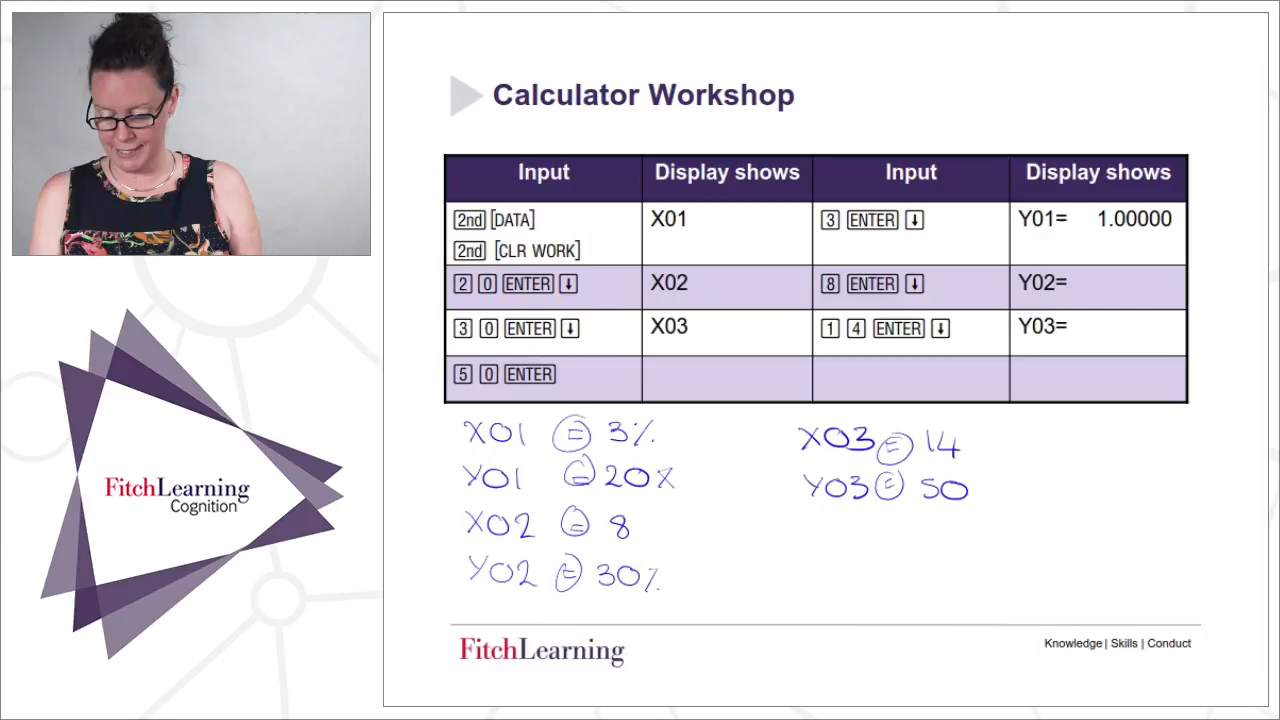 Calculator Workshop
Input Display shows Input Display shows
2nd [DATA] X01 3 ENTER ↓ Y01= 1.00000
2nd [CLR WORK]
2 0 ENTER ↓ X02 8 ENTER ↓ Y02=
3 0 ENTER ↓ X03 1 4 ENTER ↓ Y03=
5 0 ENTER
X01 = 3%
Y01 = 20%
X02 = 8
Y02 = 30%
X03 = 14
Y03 = 50
FitchLearning
Cognition
FitchLearning
Knowledge | Skills | Conduct